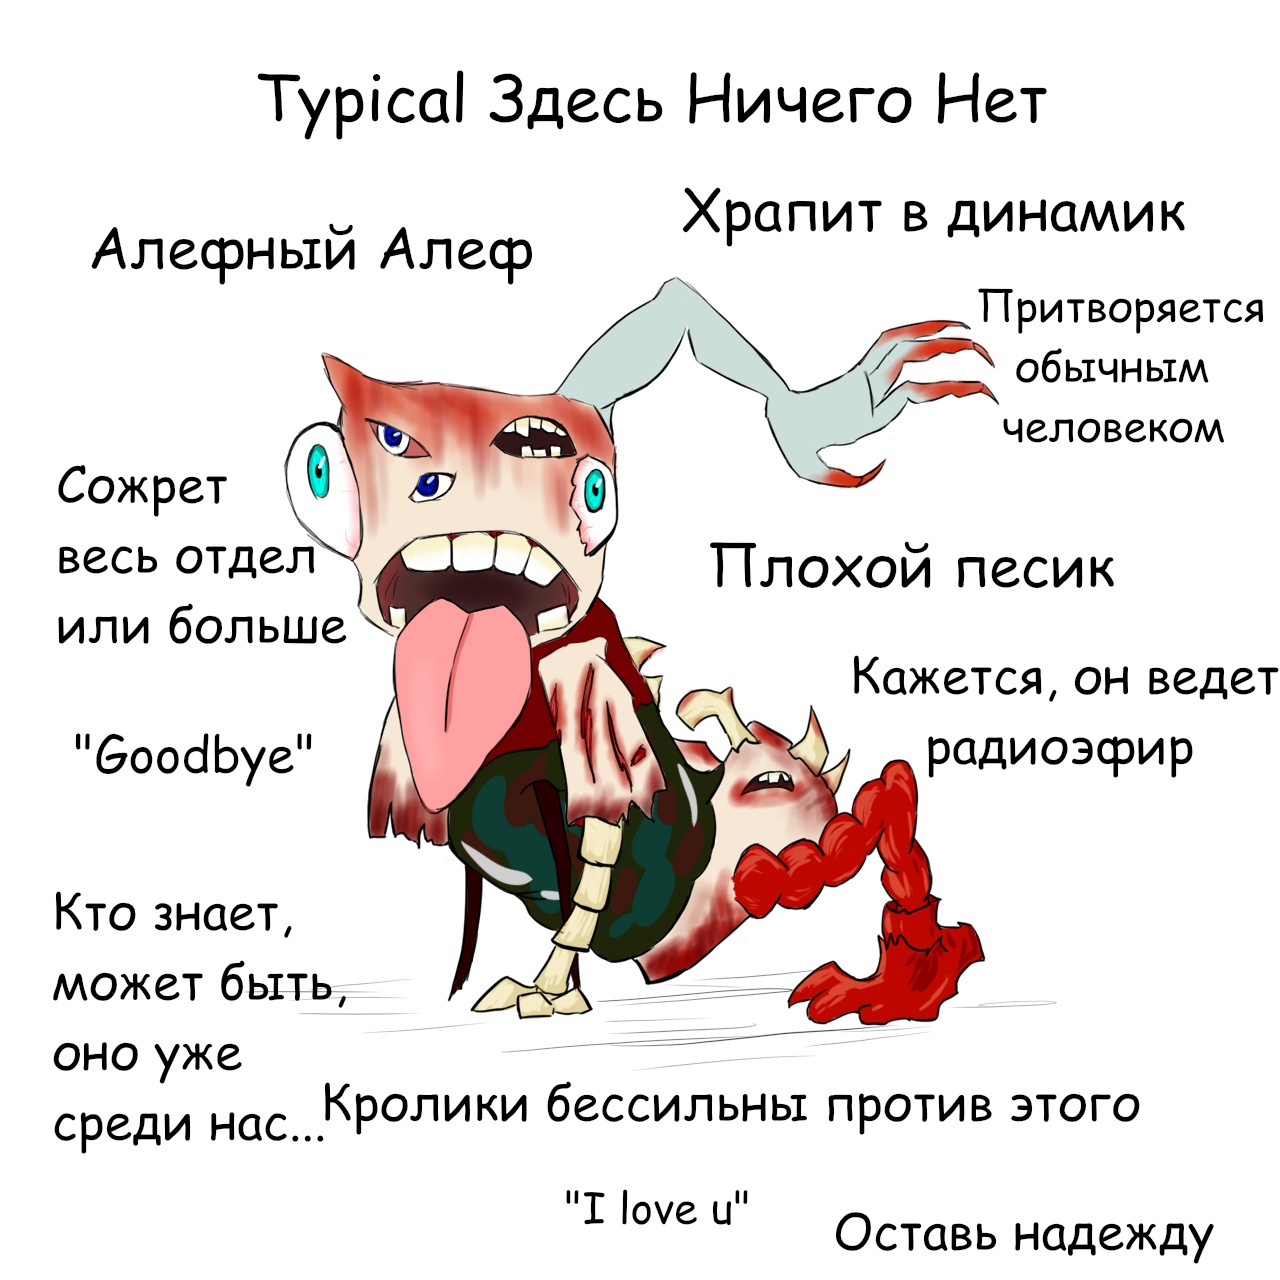 Typical Здесь Ничего Нет
Алефный Алеф
Храпит в динамик
Притворяется
обычным
человеком
Сожрет
весь отдел
или больше
Плохой песик
Кажется, он ведет
радиоэфир
"Goodbye"
Кто знает,
может быть,
оно уже
среди нас...
Кролики бессильны против этого
"I love u"
Оставь надежду